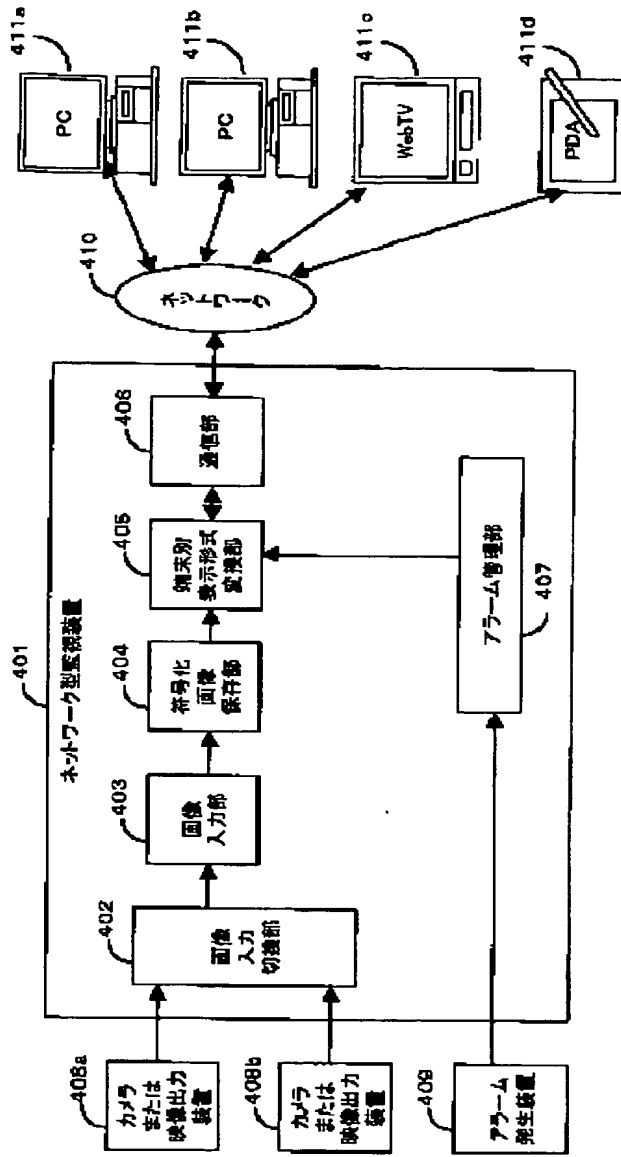 401
ネットワーク型監視装置
408a
カメラ
または
映像出力
装置
408b
カメラ
または
映像出力
装置
409
アラーム
発生装置
402
画像
入力
切換部
403
画像
入力部
404
符号化
画像
保存部
405
端末別
表示形式
変換部
406
通信部
アラーム管理部
407
410
ネットワーク
411a
PC
411b
PC
411c
WebTV
411d
PDA